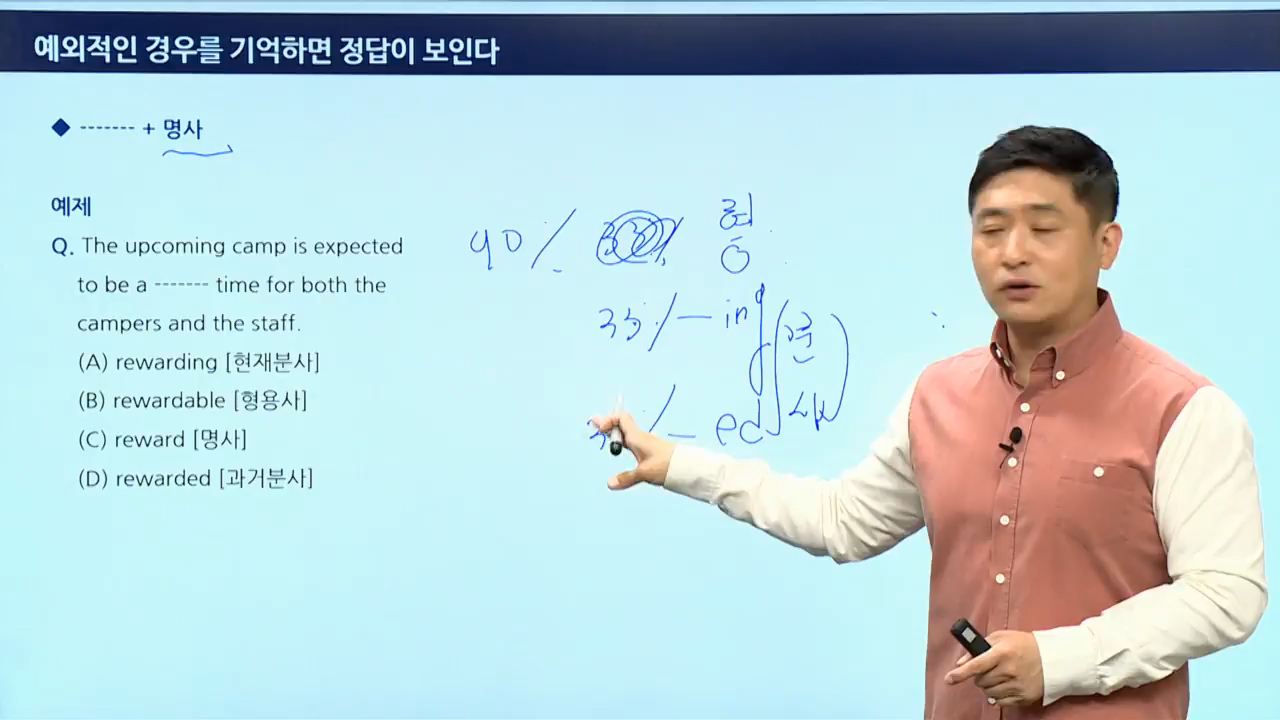 예외적인 경우를 기억하면 정답이 보인다
◆ ------- + 명사
예제
Q. The upcoming camp is expected
to be a ------- time for both the
campers and the staff.
(A) rewarding [현재분사]
(B) rewardable [형용사]
(C) reward [명사]
(D) rewarded [과거분사]
90%
형
35% - ing
% - ed